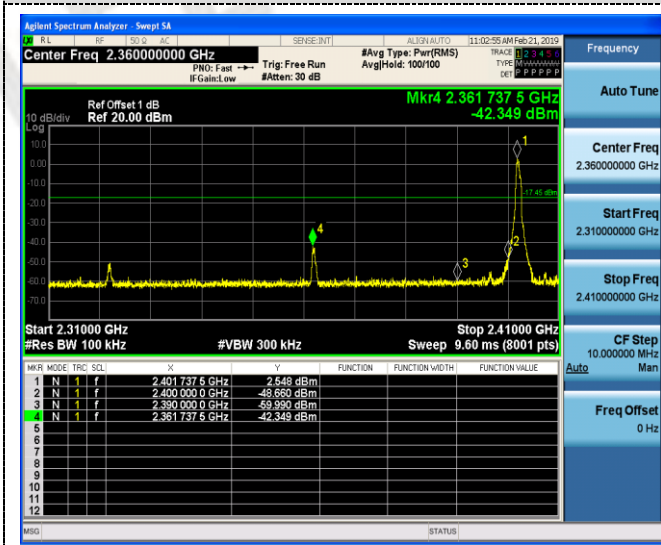 Agilent Spectrum Analyzer - Swept SA
RL RF 50 Ω AC SENSE:INT ALIGN AUTO 11:02:55 AM Feb 21, 2019
Center Freq 2.360000000 GHz #Avg Type: Pwr(RMS) TRACE 1 2 3 4 5 6
PNO: Fast Trig: Free Run Avg|Hold: 100/100 TYPE
IFGain:Low #Atten: 30 dB DET P P P P P P
Mkr4 2.361 737 5 GHz
Ref Offset 1 dB
10 dB/div Ref 20.00 dBm -42.349 dBm
Log
10.0
0.00
-10.0
-20.0
-30.0
-40.0
-50.0
-60.0
-70.0
1
-17.45 dBm
4
2
3
Start 2.31000 GHz Stop 2.41000 GHz
#Res BW 100 kHz #VBW 300 kHz Sweep 9.60 ms (8001 pts)
MKR MODE TRC SCL X Y FUNCTION FUNCTION WIDTH FUNCTION VALUE
1 N 1 f 2.401 737 5 GHz 2.548 dBm
2 N 1 f 2.400 000 0 GHz -48.660 dBm
3 N 1 f 2.390 000 0 GHz -59.990 dBm
4 N 1 f 2.361 737 5 GHz -42.349 dBm
5
6
7
8
9
10
11
12
MSG STATUS
Frequency
Auto Tune
Center Freq
2.360000000 GHz
Start Freq
2.310000000 GHz
Stop Freq
2.410000000 GHz
CF Step
10.000000 MHz
Auto Man
Freq Offset
0 Hz